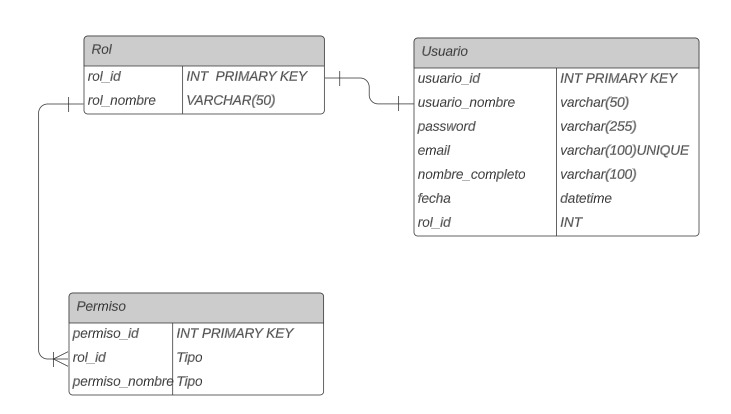 Rol
rol_id INT PRIMARY KEY
rol_nombre VARCHAR(50)
Usuario
usuario_id INT PRIMARY KEY
usuario_nombre varchar(50)
password varchar(255)
email varchar(100)UNIQUE
nombre_completo varchar(100)
fecha datetime
rol_id INT
Permiso
permiso_id INT PRIMARY KEY
rol_id Tipo
permiso_nombre Tipo